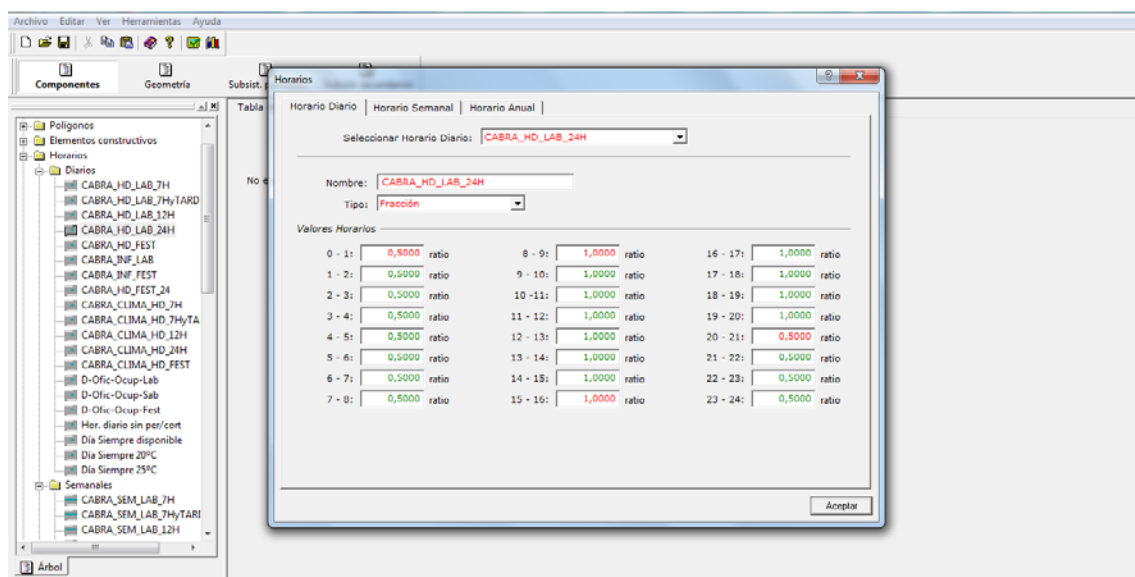 Archivo Editar Ver Herramientas Ayuda
Componentes Geometría Subsist.
Tabla
No e
Polígonos
Elementos constructivos
Horarios
Diarios
CABRA_HD_LAB_7H
CABRA_HD_LAB_7HyTARD
CABRA_HD_LAB_12H
CABRA_HD_LAB_24H
CABRA_HD_FEST
CABRA_INF_LAB
CABRA_INF_FEST
CABRA_HD_FEST_24
CABRA_CLIMA_HD_7H
CABRA_CLIMA_HD_7HyTA
CABRA_CLIMA_HD_12H
CABRA_CLIMA_HD_24H
CABRA_CLIMA_HD_FEST
D-Ofic-Ocup-Lab
D-Ofic-Ocup-Sab
D-Ofic-Ocup-Fest
Hor. diario sin per/cort
Día Siempre disponible
Día Siempre 20ºC
Día Siempre 25ºC
Semanales
CABRA_SEM_LAB_7H
CABRA_SEM_LAB_7HyTARI
CABRA_SEM_LAB_12H
Árbol
Horarios
Horario Diario Horario Semanal Horario Anual
Seleccionar Horario Diario: CABRA_HD_LAB_24H
Nombre: CABRA_HD_LAB_24H
Tipo: Fracción
Valores Horarios
0 - 1: 0,5000 ratio 8 - 9: 1,0000 ratio 16 - 17: 1,0000 ratio
1 - 2: 0,5000 ratio 9 - 10: 1,0000 ratio 17 - 18: 1,0000 ratio
2 - 3: 0,5000 ratio 10 -11: 1,0000 ratio 18 - 19: 1,0000 ratio
3 - 4: 0,5000 ratio 11 - 12: 1,0000 ratio 19 - 20: 1,0000 ratio
4 - 5: 0,5000 ratio 12 - 13: 1,0000 ratio 20 - 21: 0,5000 ratio
5 - 6: 0,5000 ratio 13 - 14: 1,0000 ratio 21 - 22: 0,5000 ratio
6 - 7: 0,5000 ratio 14 - 15: 1,0000 ratio 22 - 23: 0,5000 ratio
7 - 8: 0,5000 ratio 15 - 16: 1,0000 ratio 23 - 24: 0,5000 ratio
Aceptar